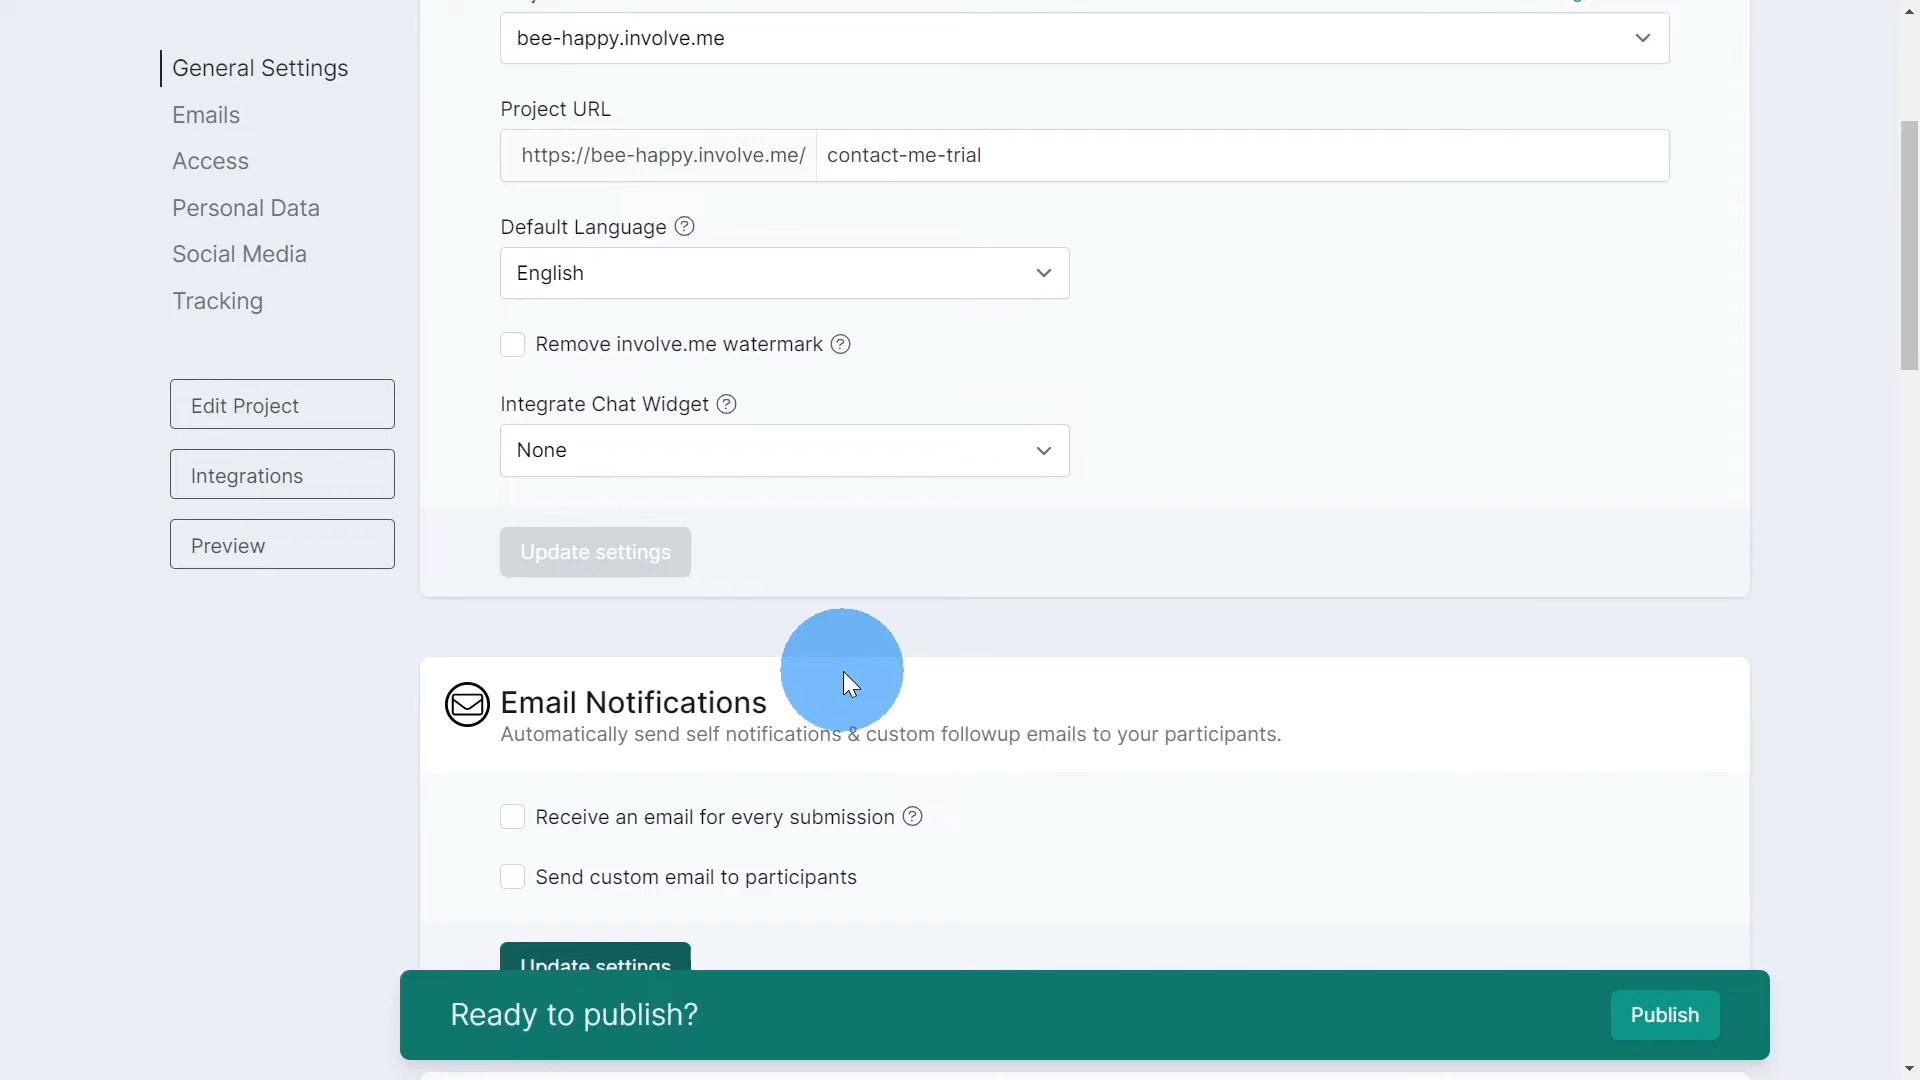 General Settings
Emails
Access
Personal Data
Social Media
Tracking
Edit Project
Integrations
Preview
bee-happy.involve.me
Project URL
https://bee-happy.involve.me/ contact-me-trial
Default Language ?
English
Remove involve.me watermark ?
Integrate Chat Widget ?
None
Update settings
Email Notifications
Automatically send self notifications & custom followup emails to your participants.
Receive an email for every submission ?
Send custom email to participants
Update settings
Ready to publish?
Publish